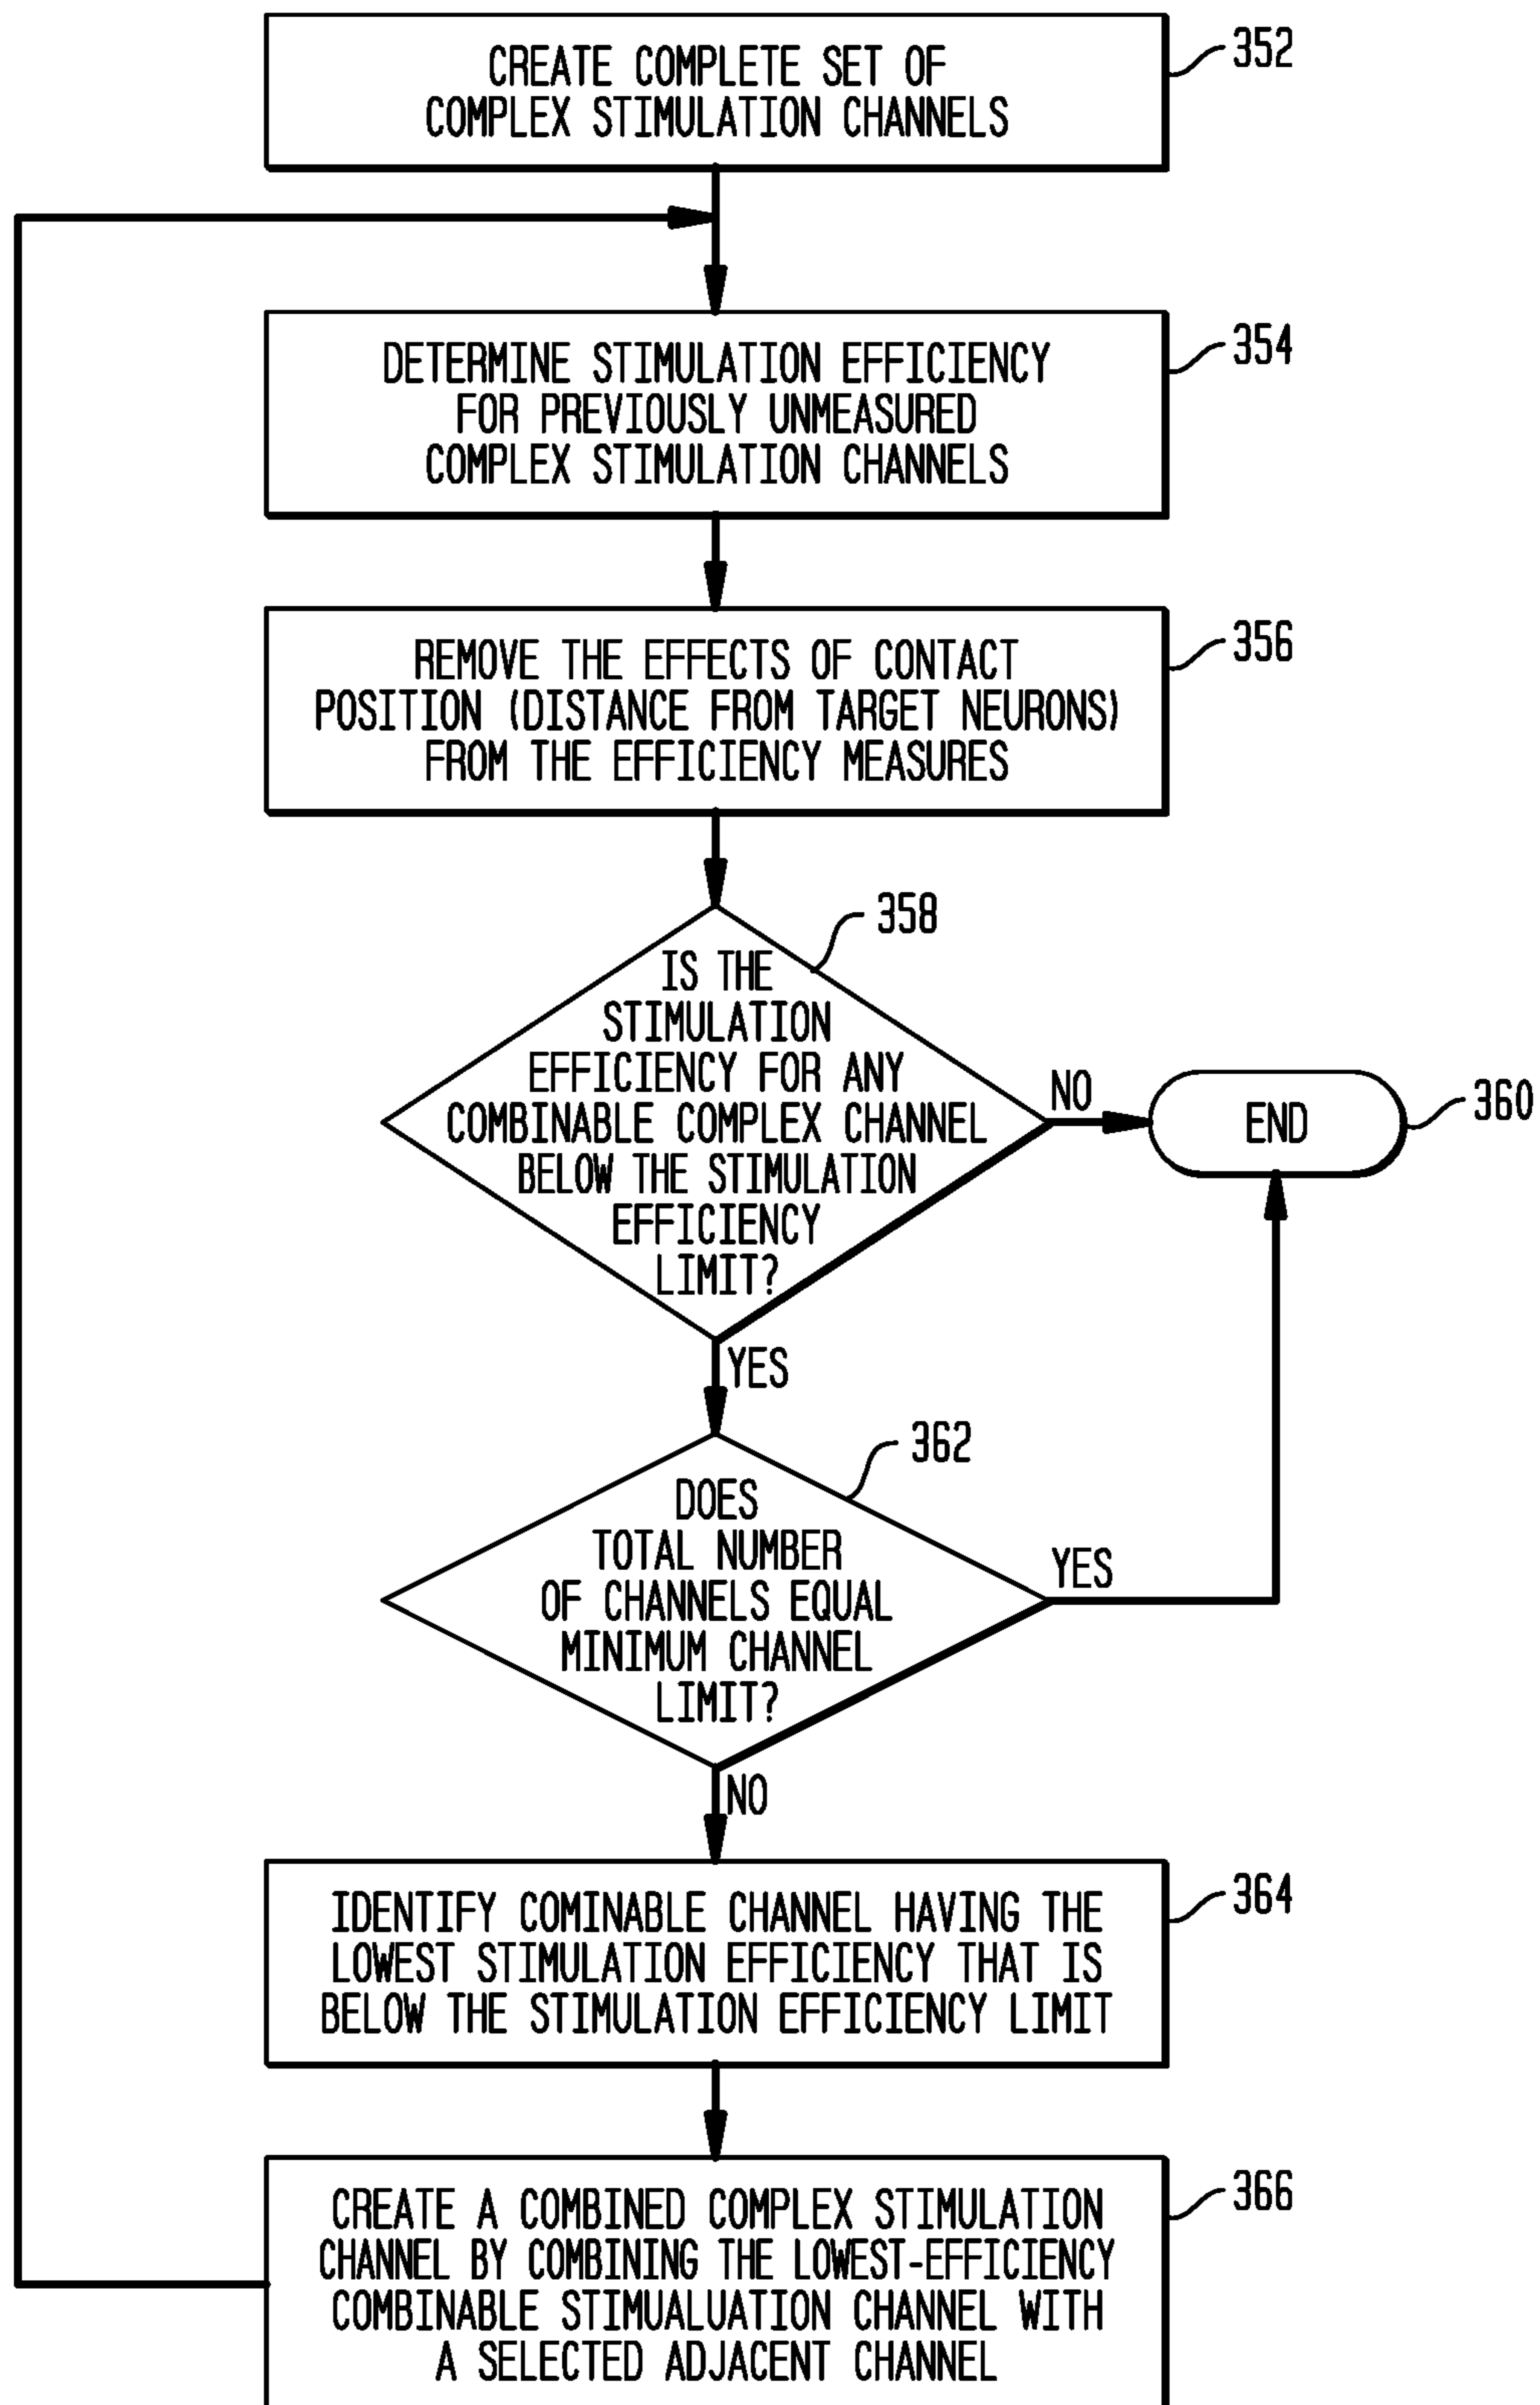 CREATE COMPLETE SET OF
COMPLEX STIMULATION CHANNELS
352
DETERMINE STIMULATION EFFICIENCY
FOR PREVIOUSLY UNMEASURED
COMPLEX STIMULATION CHANNELS
354
REMOVE THE EFFECTS OF CONTACT
POSITION (DISTANCE FROM TARGET NEURONS)
FROM THE EFFICIENCY MEASURES
356
358
IS THE
STIMULATION
EFFICIENCY FOR ANY
COMBINABLE COMPLEX CHANNEL
BELOW THE STIMULATION
EFFICIENCY
LIMIT?
NO
END
360
YES
362
DOES
TOTAL NUMBER
OF CHANNELS EQUAL
MINIMUM CHANNEL
LIMIT?
YES
NO
IDENTIFY COMINABLE CHANNEL HAVING THE
LOWEST STIMULATION EFFICIENCY THAT IS
BELOW THE STIMULATION EFFICIENCY LIMIT
364
CREATE A COMBINED COMPLEX STIMULATION
CHANNEL BY COMBINING THE LOWEST-EFFICIENCY
COMBINABLE STIMUALUATION CHANNEL WITH
A SELECTED ADJACENT CHANNEL
366